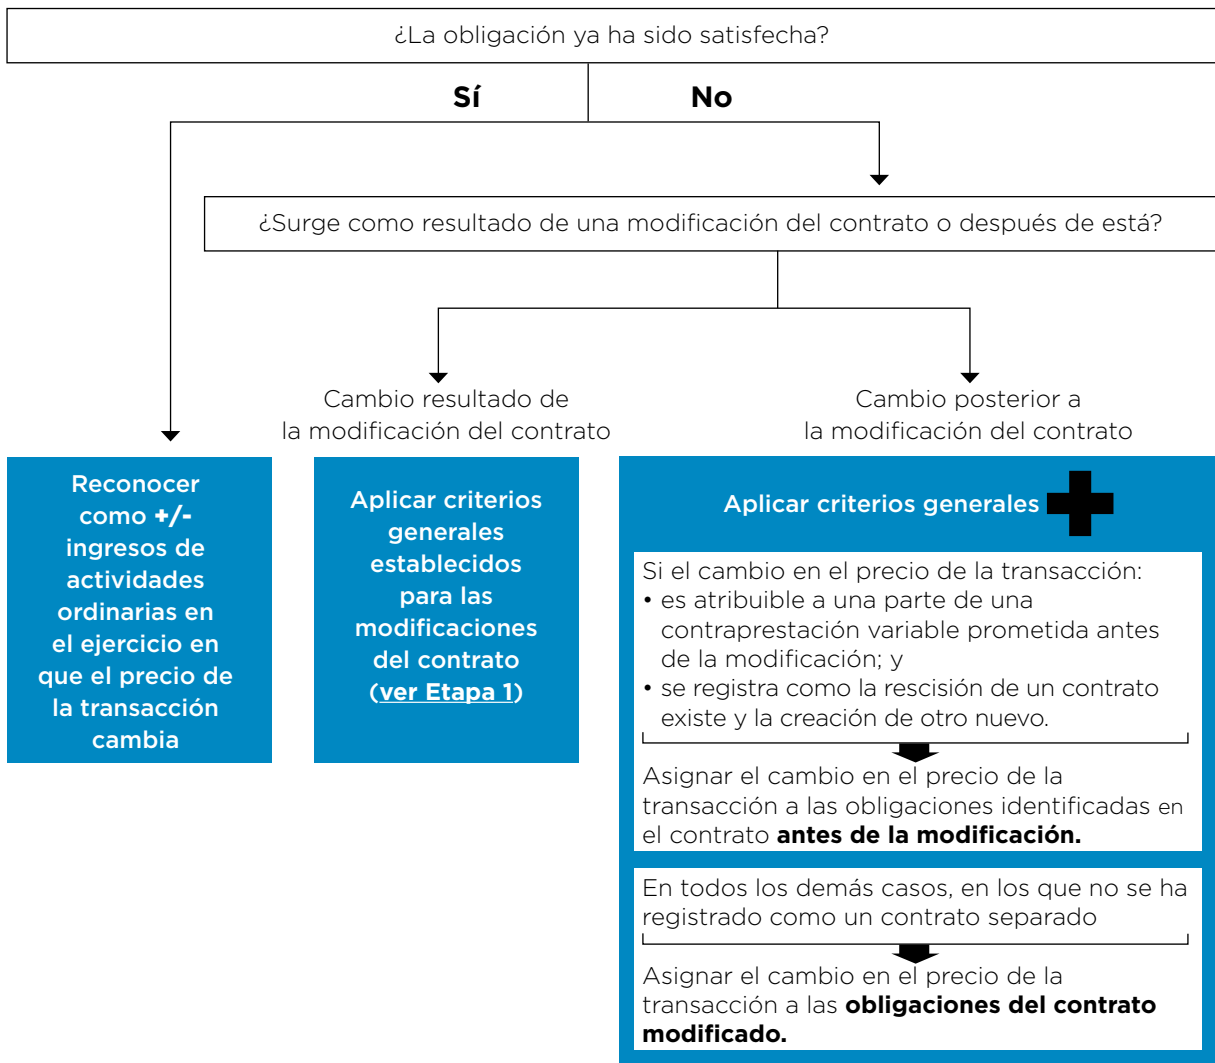 ¿La obligación ya ha sido satisfecha?
Sí
No
¿Surge como resultado de una modificación del contrato o después de está?
Cambio resultado de
la modificación del contrato
Cambio posterior a
la modificación del contrato
Reconocer
como +/-
ingresos de
actividades
ordinarias en
el ejercicio en
que el precio de
la transacción
cambia
Aplicar criterios
generales
establecidos
para las
modificaciones
del contrato
(ver Etapa 1)
Aplicar criterios generales
Si el cambio en el precio de la transacción:
• es atribuible a una parte de una
contraprestación variable prometida antes
de la modificación; y
• se registra como la rescisión de un contrato
existe y la creación de otro nuevo.
Asignar el cambio en el precio de la
transacción a las obligaciones identificadas en
el contrato antes de la modificación.
En todos los demás casos, en los que no se ha
registrado como un contrato separado
Asignar el cambio en el precio de la
transacción a las obligaciones del contrato
modificado.